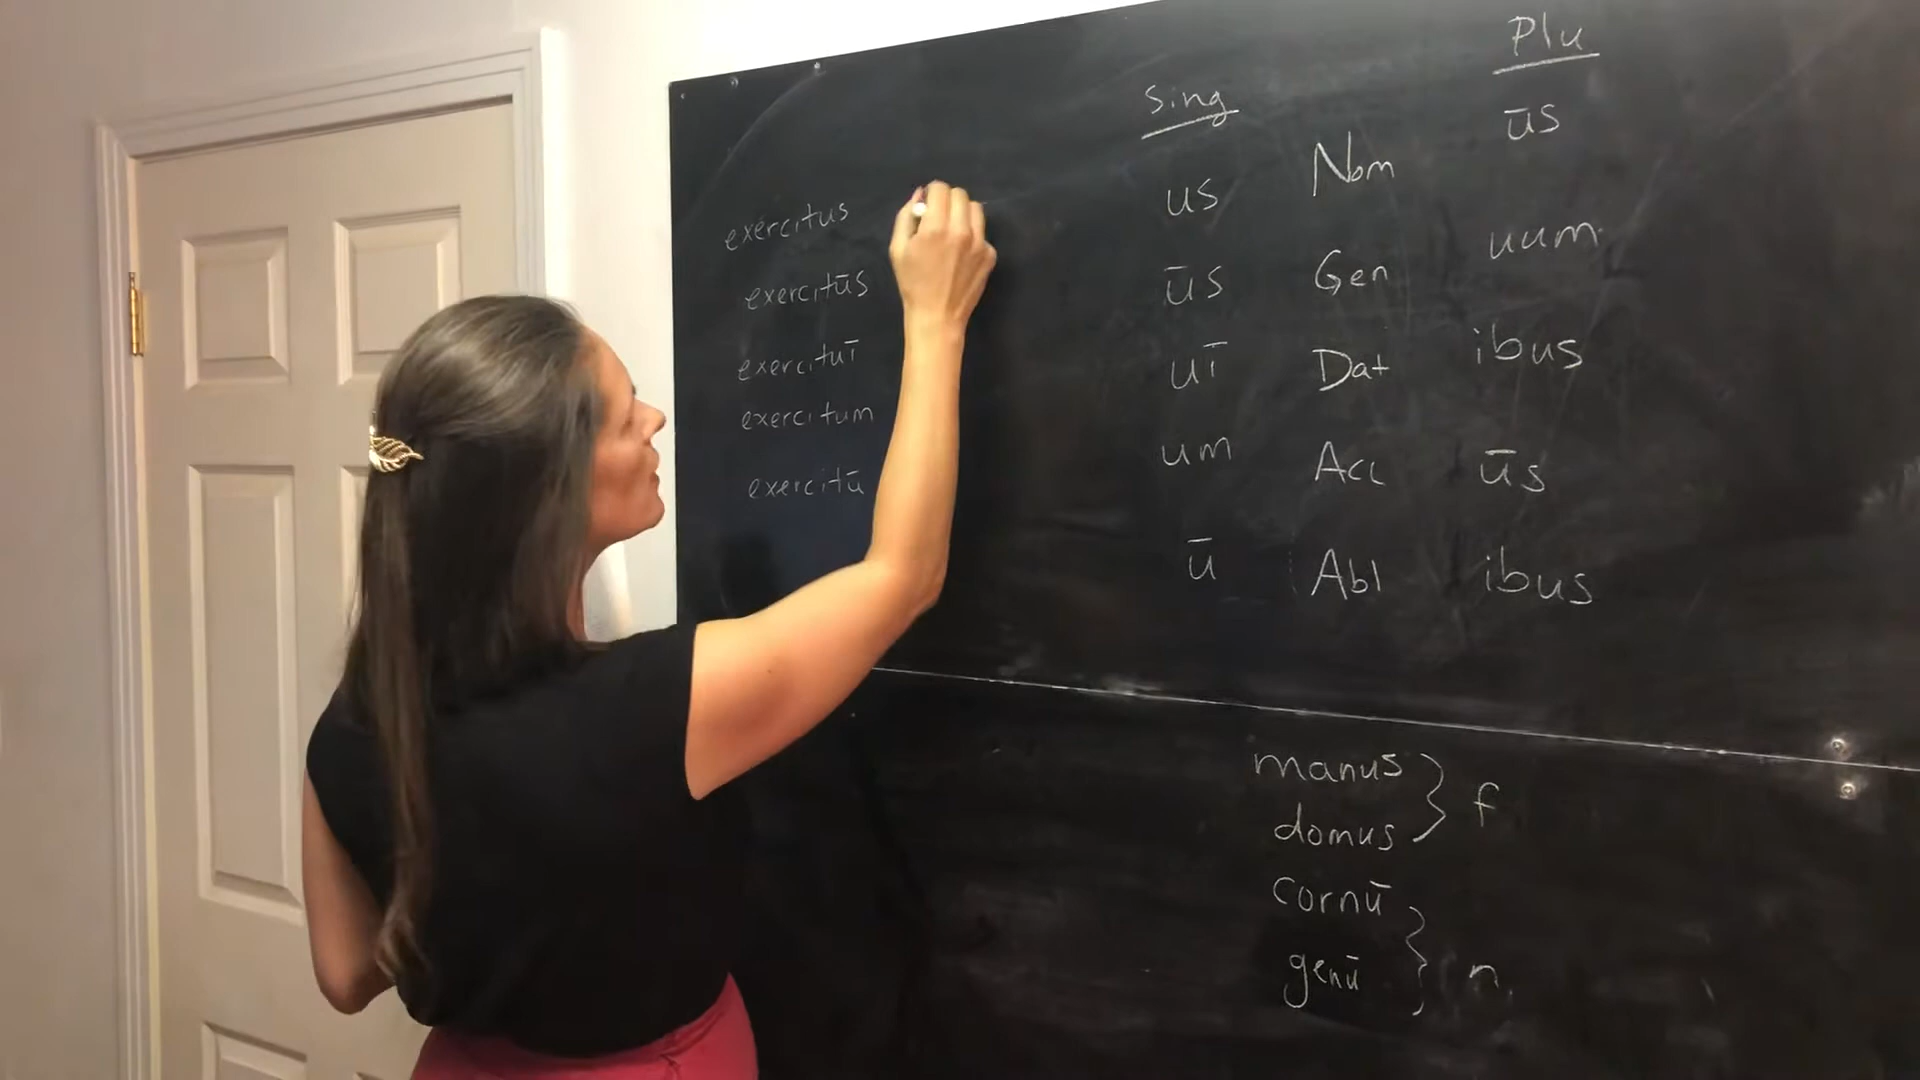 Sing Plu
us Nom ūs
ūs Gen uum
uī Dat ibus
um Acc ūs
ū Abl ibus
exercitus
exercitūs
exercituī
exercitum
exercitū
manus
domus
f
cornū
genū
n.